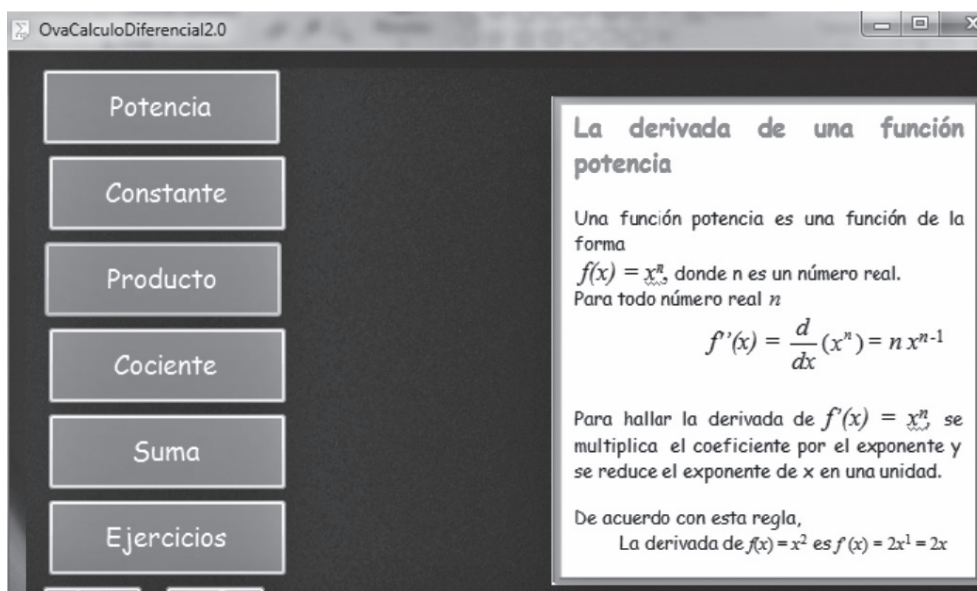 OvaCalculoDiferencial2.0
Potencia
Constante
Producto
Cociente
Suma
Ejercicios
La derivada de una función
potencia
Una función potencia es una función de la
forma
f(x) = xⁿ, donde n es un número real.
Para todo número real n
f’(x) = d/dx (xⁿ) = n xⁿ⁻¹
Para hallar la derivada de f’(x) = xⁿ, se
multiplica el coeficiente por el exponente y
se reduce el exponente de x en una unidad.
De acuerdo con esta regla,
La derivada de f(x) = x² es f’(x) = 2x¹ = 2x